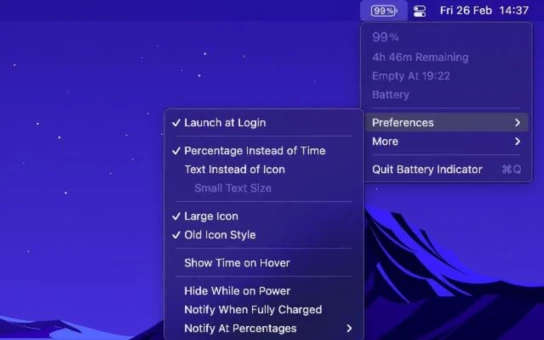 99% Fri 26 Feb 14:37
99%
4h 46m Remaining
Empty At 19:22
Battery
Preferences
More
Quit Battery Indicator ⌘Q
Launch at Login
Percentage Instead of Time
Text Instead of Icon
Small Text Size
Large Icon
Old Icon Style
Show Time on Hover
Hide While on Power
Notify When Fully Charged
Notify At Percentages